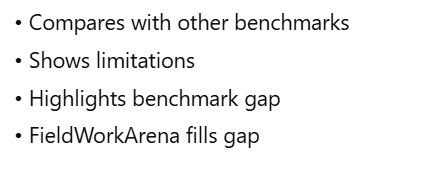 • Compares with other benchmarks
• Shows limitations
• Highlights benchmark gap
• FieldWorkArena fills gap